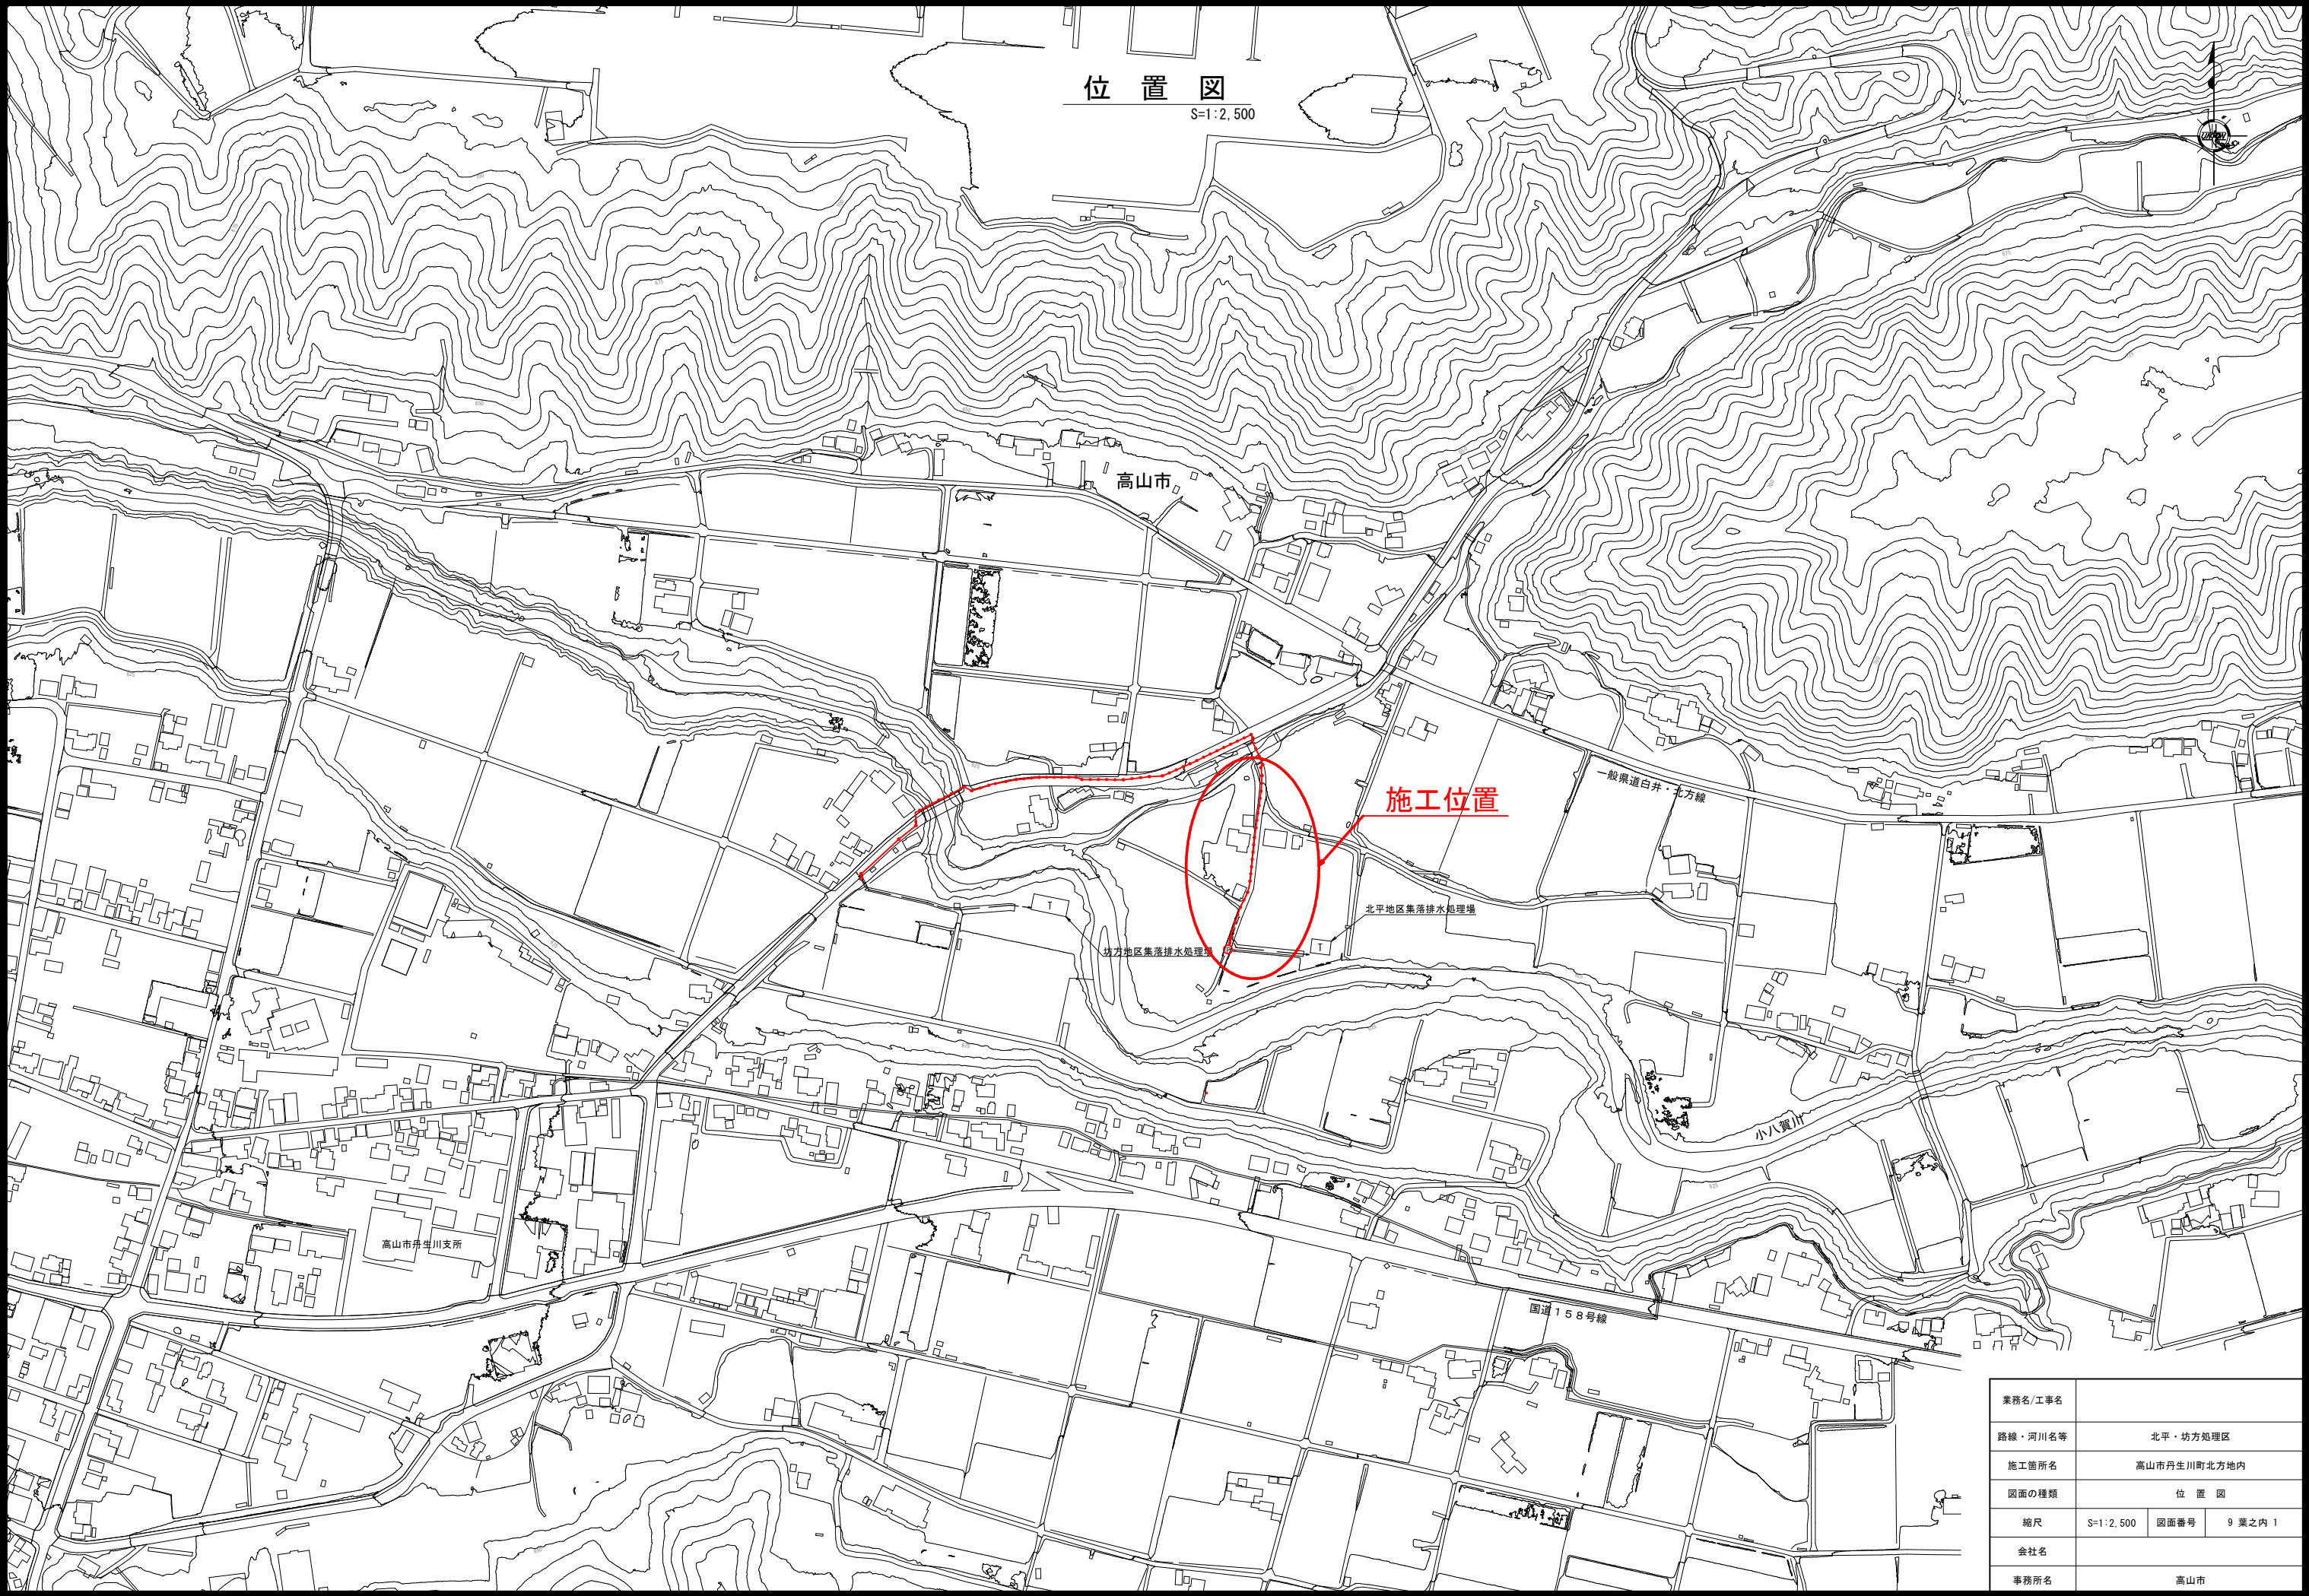 位 置 図
S=1:2,500
高山市
施工位置
一般県道白井・北方線
北平地区集落排水処理場
T
T
坊方地区集落排水処理場
小八賀川
高山市丹生川支所
国道158号線
業務名/工事名
路線・河川名等 北平・坊方処理区
施工箇所名 高山市丹生川町北方地内
図面の種類 位 置 図
縮尺 S=1:2,500 図面番号 9 葉之内 1
会社名
事務所名 高山市